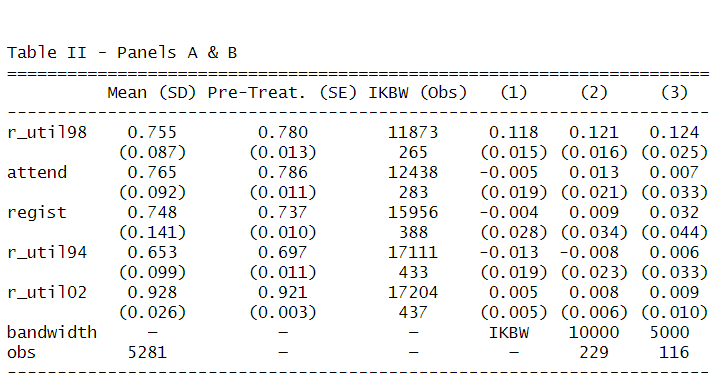 Table II - Panels A & B
======================================================================
Mean (SD) Pre-Treat. (SE) IKBW (Obs) (1) (2) (3)
----------------------------------------------------------------------
r_util98 0.755 0.780 11873 0.118 0.121 0.124
(0.087) (0.013) 265 (0.015) (0.016) (0.025)
attend 0.765 0.786 12438 -0.005 0.013 0.007
(0.092) (0.011) 283 (0.019) (0.021) (0.033)
regist 0.748 0.737 15956 -0.004 0.009 0.032
(0.141) (0.010) 388 (0.028) (0.034) (0.044)
r_util94 0.653 0.697 17111 -0.013 -0.008 0.006
(0.099) (0.011) 433 (0.019) (0.023) (0.033)
r_util02 0.928 0.921 17204 0.005 0.008 0.009
(0.026) (0.003) 437 (0.005) (0.006) (0.010)
bandwidth – – – IKBW 10000 5000
obs 5281 – – – 229 116
----------------------------------------------------------------------